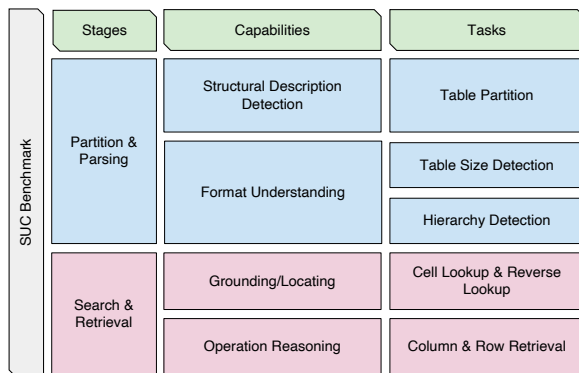 SUC Benchmark
Stages
Capabilities
Tasks
Partition &
Parsing
Structural Description
Detection
Table Partition
Format Understanding
Table Size Detection
Hierarchy Detection
Search &
Retrieval
Grounding/Locating
Cell Lookup & Reverse
Lookup
Operation Reasoning
Column & Row Retrieval